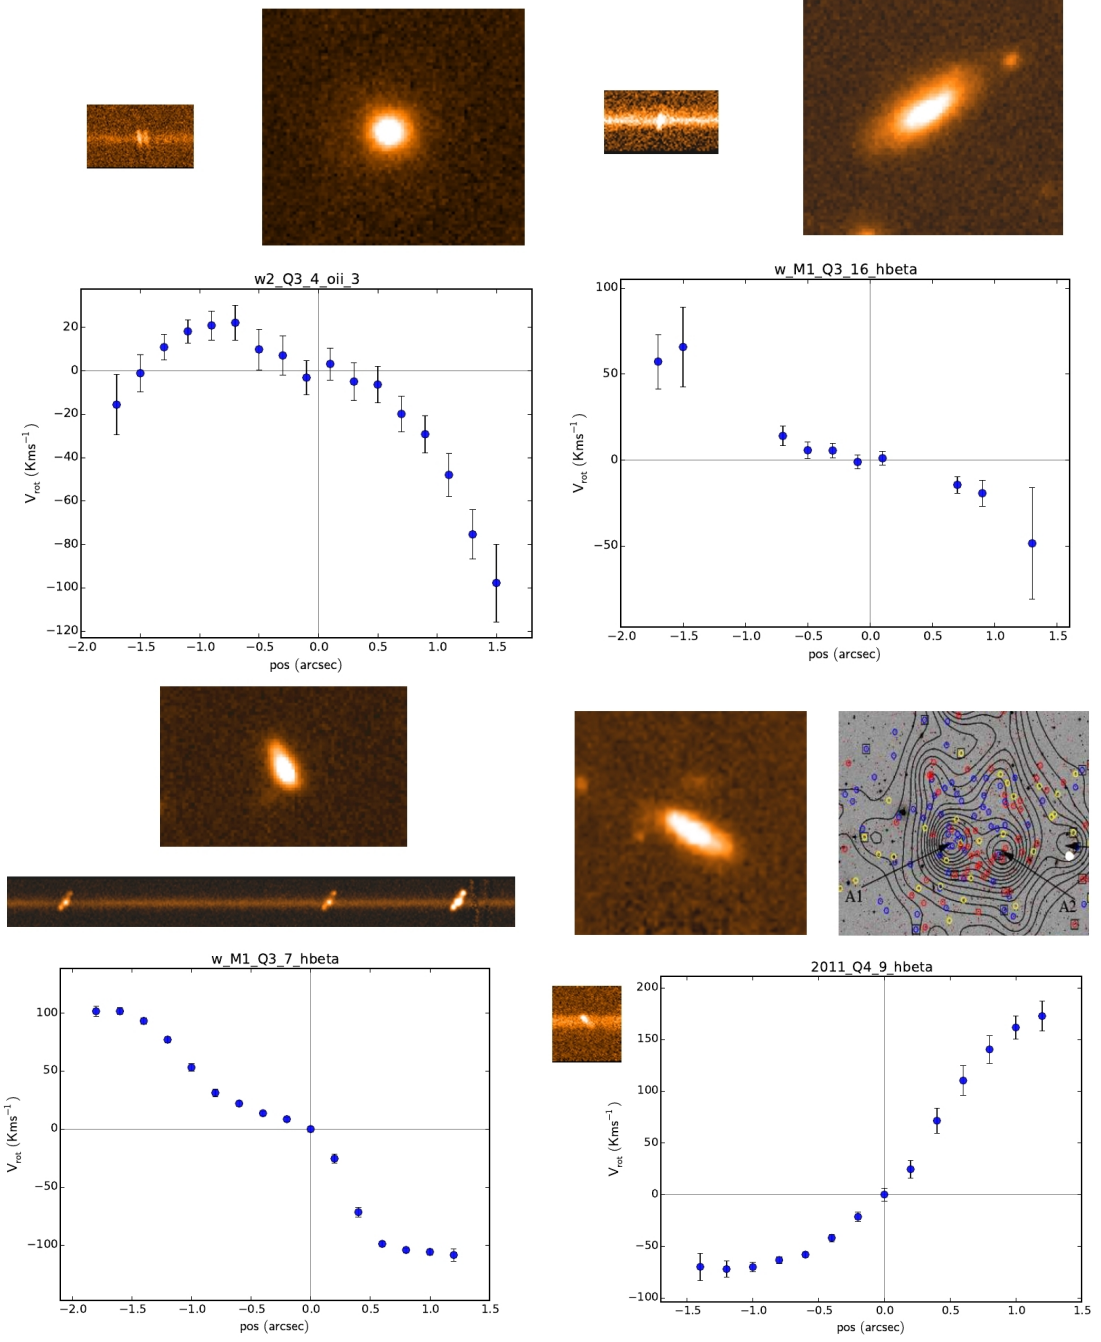 w2_Q3_4_oii_3
w_M1_Q3_16_hbeta
20
0
−20
−40
−60
−80
−100
−120
V_rot (Kms⁻¹)
−2.0 −1.5 −1.0 −0.5 0.0 0.5 1.0 1.5
pos (arcsec)
100
50
0
−50
V_rot (Kms⁻¹)
−2.0 −1.5 −1.0 −0.5 0.0 0.5 1.0 1.5
pos (arcsec)
A1
A2
w_M1_Q3_7_hbeta
100
50
0
−50
−100
V_rot (Kms⁻¹)
−2.0 −1.5 −1.0 −0.5 0.0 0.5 1.0 1.5
pos (arcsec)
2011_Q4_9_hbeta
200
150
100
50
0
−50
−100
V_rot (Kms⁻¹)
−1.5 −1.0 −0.5 0.0 0.5 1.0 1.5
pos (arcsec)